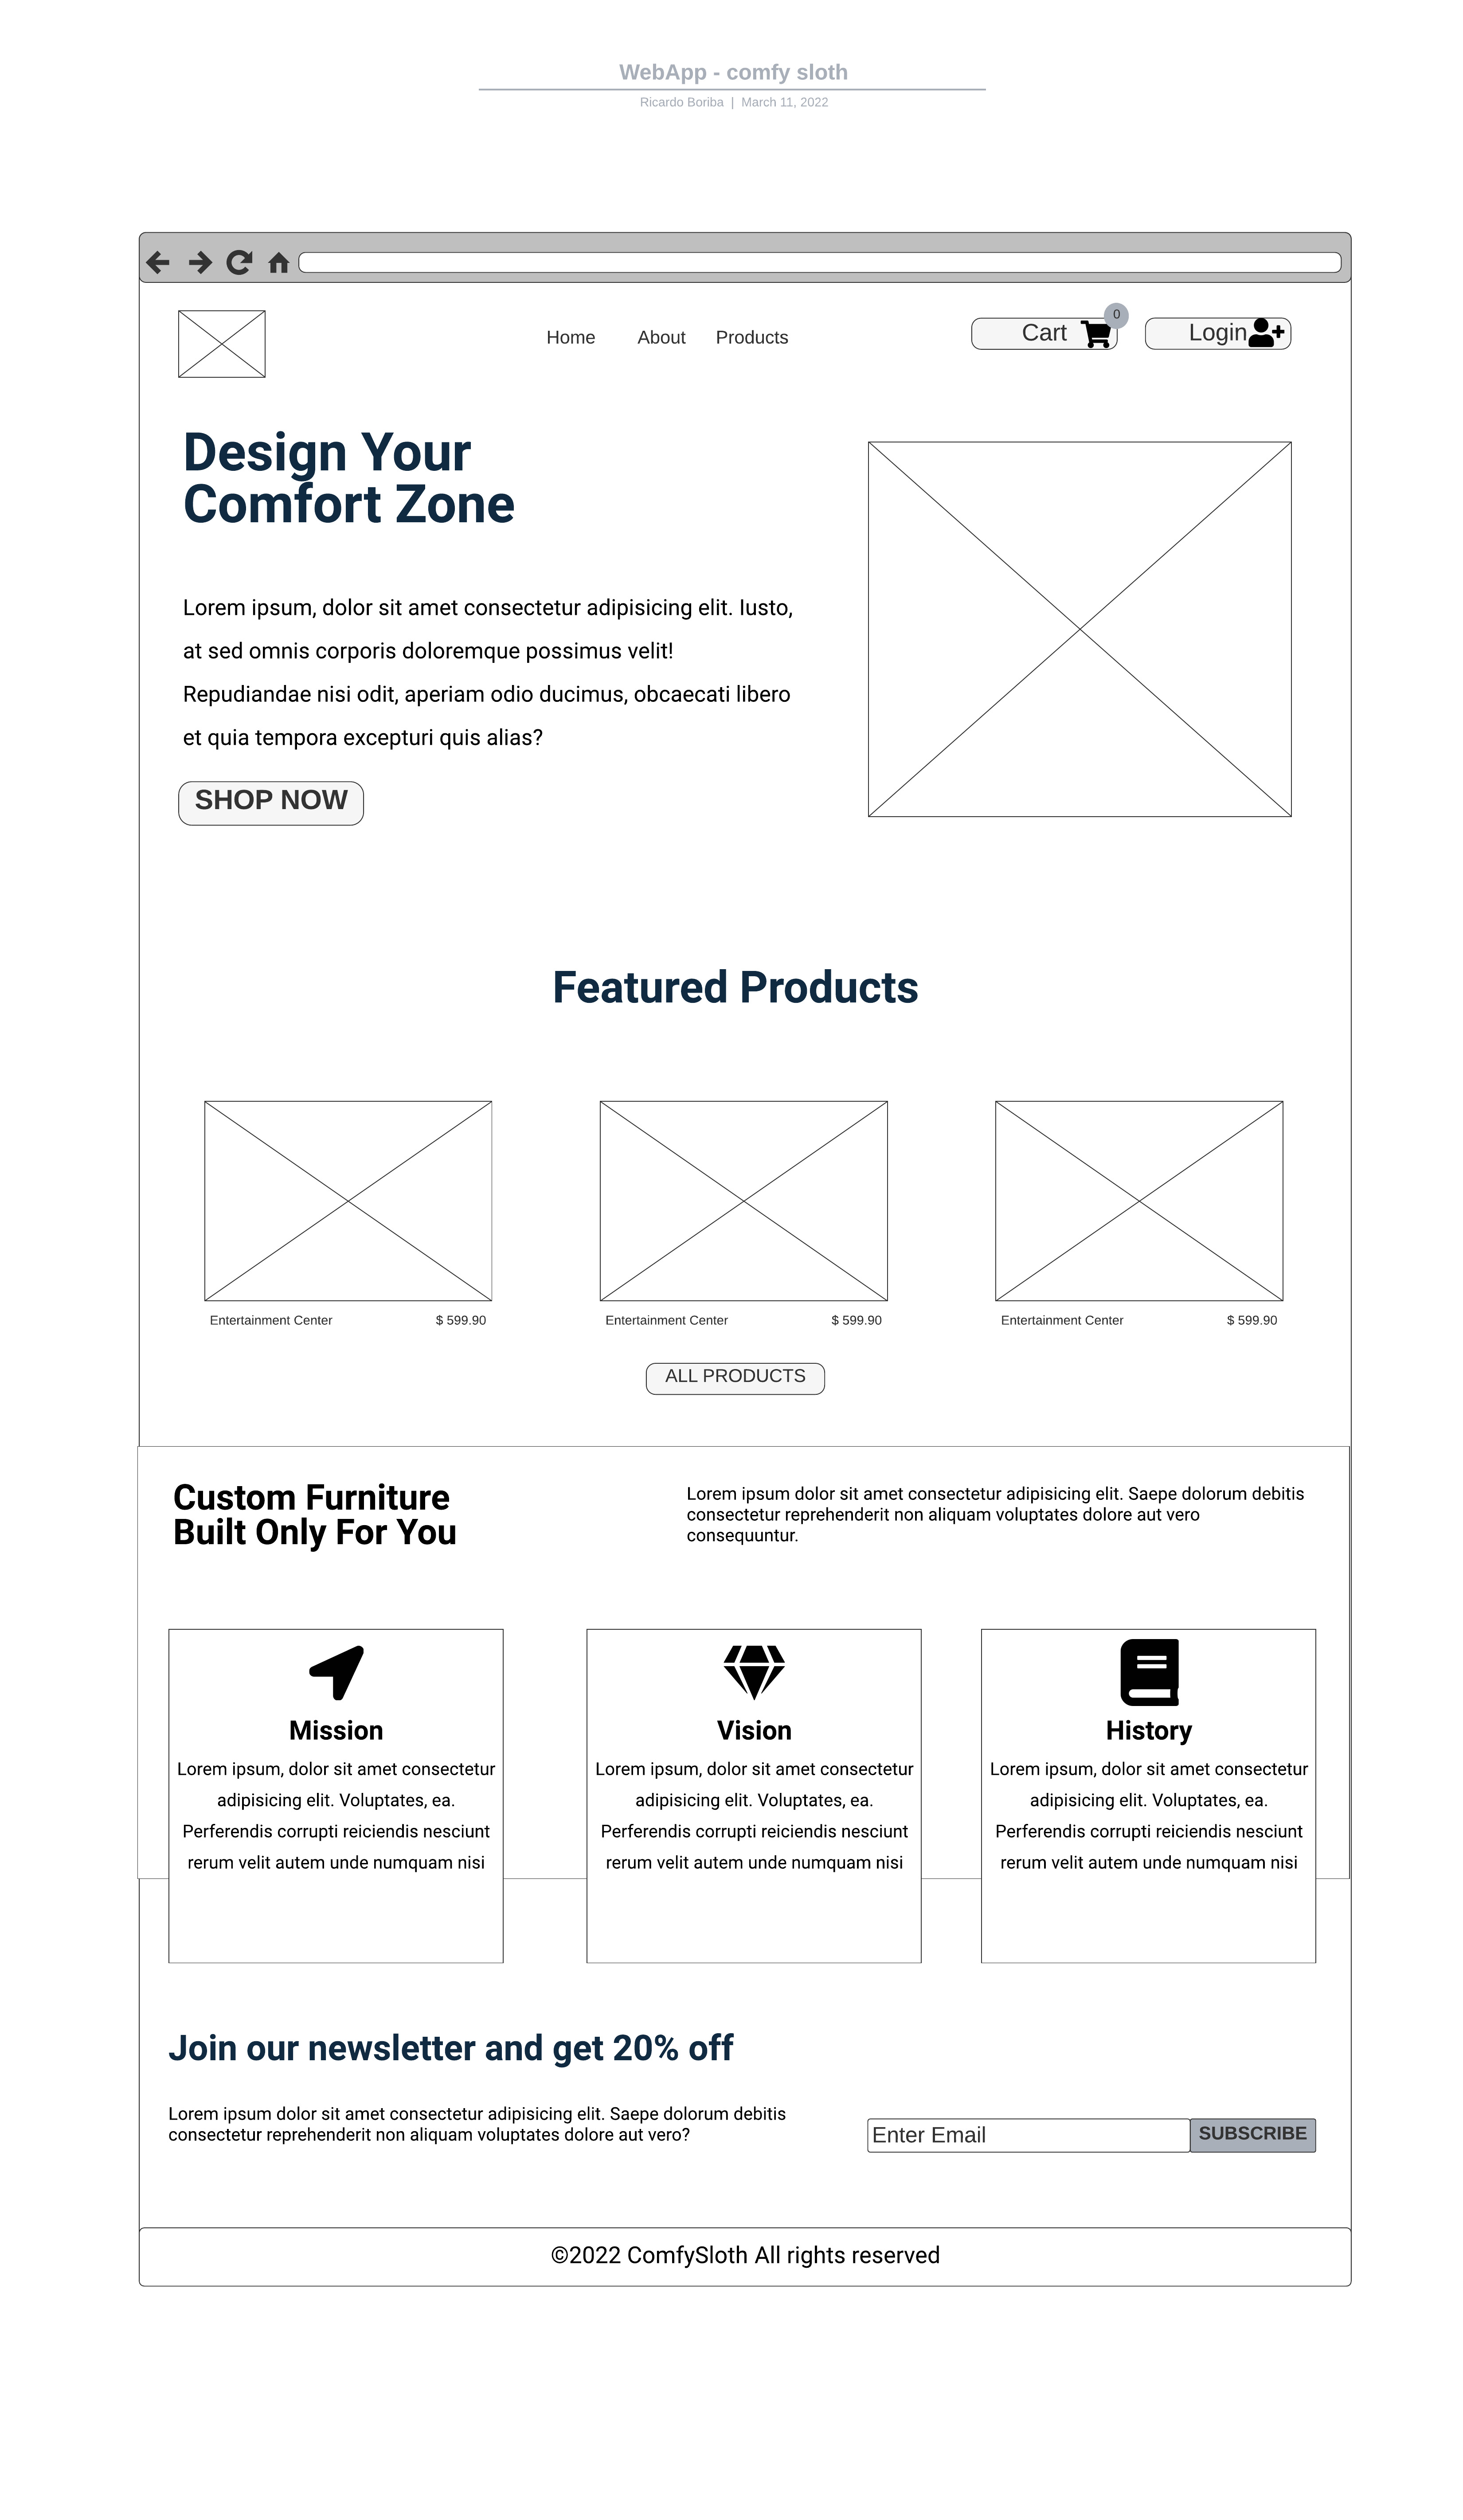 WebApp - comfy sloth
Ricardo Boriba | March 11, 2022
Home About Products Cart 0 Login
Design Your
Comfort Zone
Lorem ipsum, dolor sit amet consectetur adipisicing elit. Iusto,
at sed omnis corporis doloremque possimus velit!
Repudiandae nisi odit, aperiam odio ducimus, obcaecati libero
et quia tempora excepturi quis alias?
SHOP NOW
Featured Products
Entertainment Center $ 599.90
Entertainment Center $ 599.90
Entertainment Center $ 599.90
ALL PRODUCTS
Custom Furniture
Built Only For You
Lorem ipsum dolor sit amet consectetur adipisicing elit. Saepe dolorum debitis
consectetur reprehenderit non aliquam voluptates dolore aut vero
consequuntur.
Mission
Lorem ipsum, dolor sit amet consectetur
adipisicing elit. Voluptates, ea.
Perferendis corrupti reiciendis nesciunt
rerum velit autem unde numquam nisi
Vision
Lorem ipsum, dolor sit amet consectetur
adipisicing elit. Voluptates, ea.
Perferendis corrupti reiciendis nesciunt
rerum velit autem unde numquam nisi
History
Lorem ipsum, dolor sit amet consectetur
adipisicing elit. Voluptates, ea.
Perferendis corrupti reiciendis nesciunt
rerum velit autem unde numquam nisi
Join our newsletter and get 20% off
Lorem ipsum dolor sit amet consectetur adipisicing elit. Saepe dolorum debitis
consectetur reprehenderit non aliquam voluptates dolore aut vero?
Enter Email SUBSCRIBE
©2022 ComfySloth All rights reserved